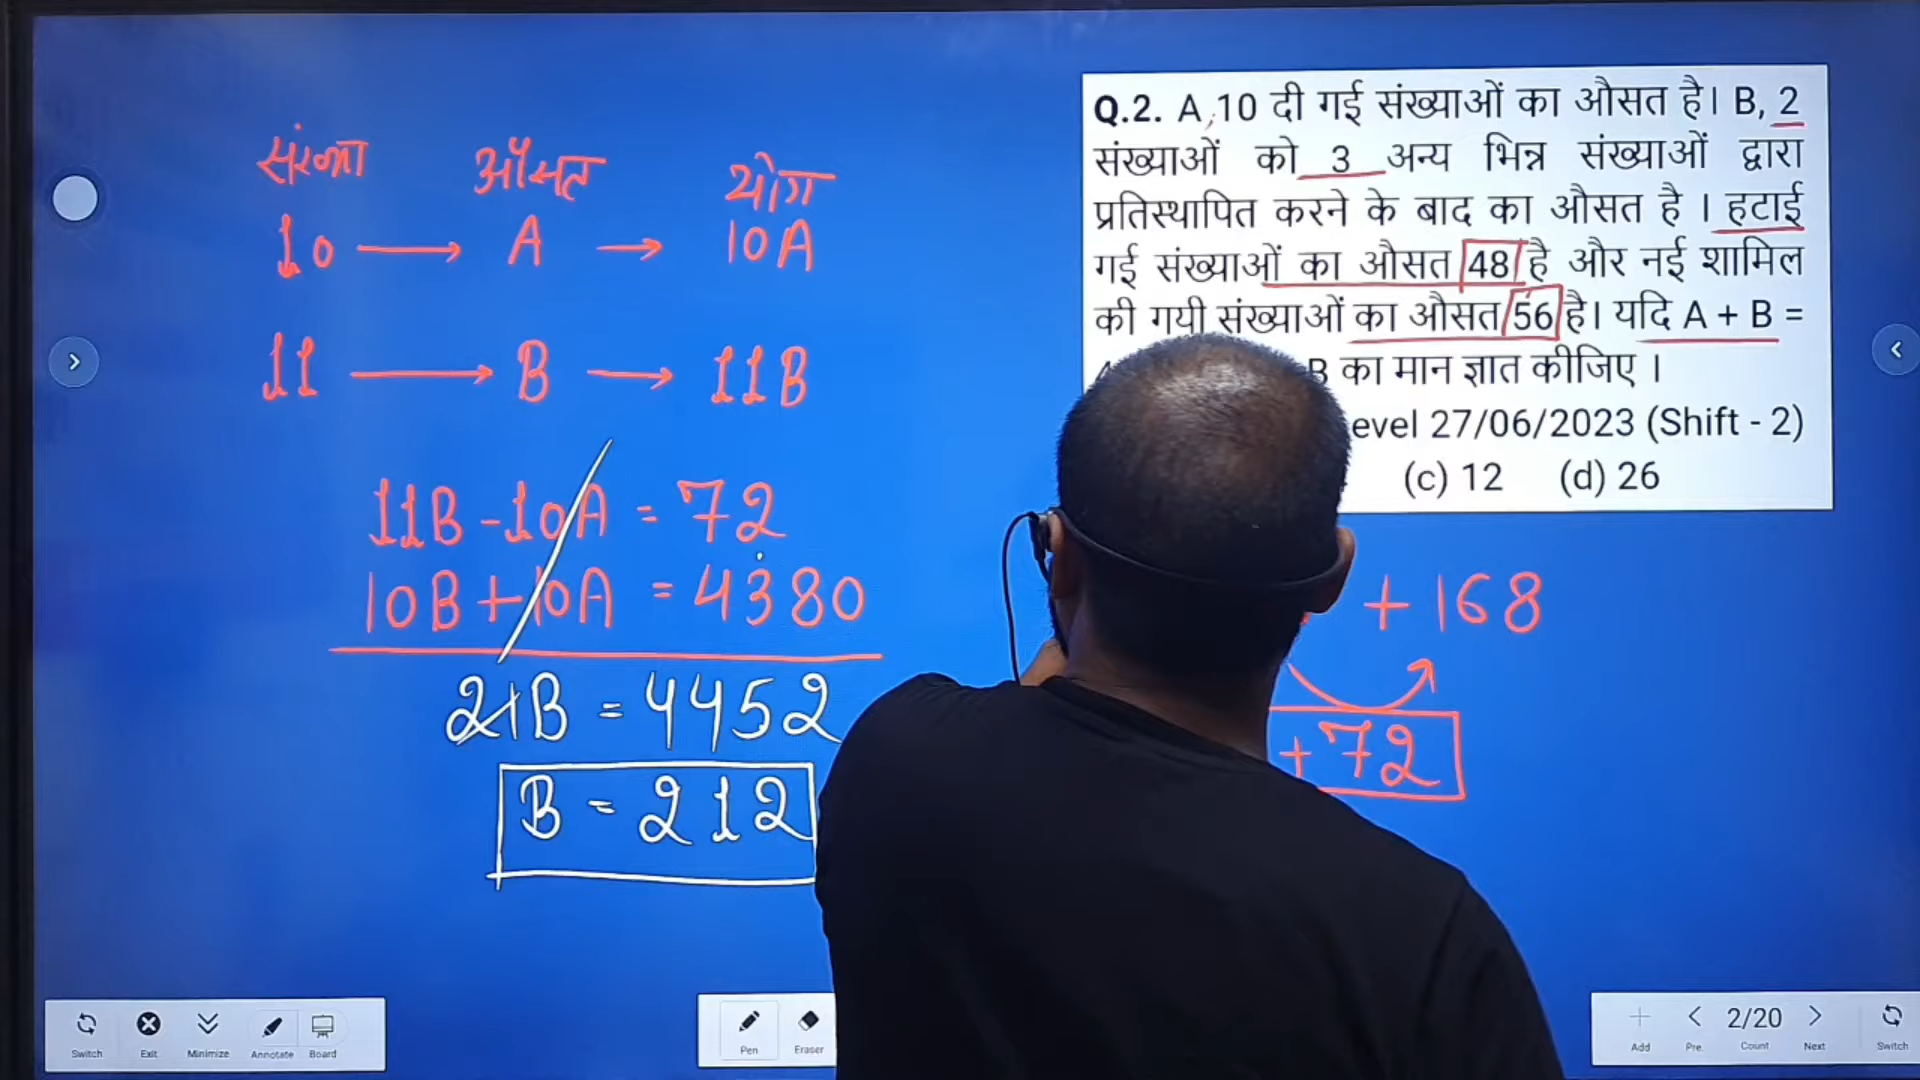 संख्या औसत योग
10 → A → 10A
11 → B → 11B
11B - 10A = 72
10B + 10A = 4380
21B = 4452
B = 212
Q.2. A,10 दी गई संख्याओं का औसत है। B, 2
संख्याओं को 3 अन्य भिन्न संख्याओं द्वारा
प्रतिस्थापित करने के बाद का औसत है । हटाई
गई संख्याओं का औसत 48 है और नई शामिल
की गयी संख्याओं का औसत 56 है। यदि A + B =
B का मान ज्ञात कीजिए ।
evel 27/06/2023 (Shift - 2)
(c) 12 (d) 26
+ 168
+72
Switch Exit Minimize Annotate Board
Pen Eraser
2/20
Add Pre. Count Next Switch